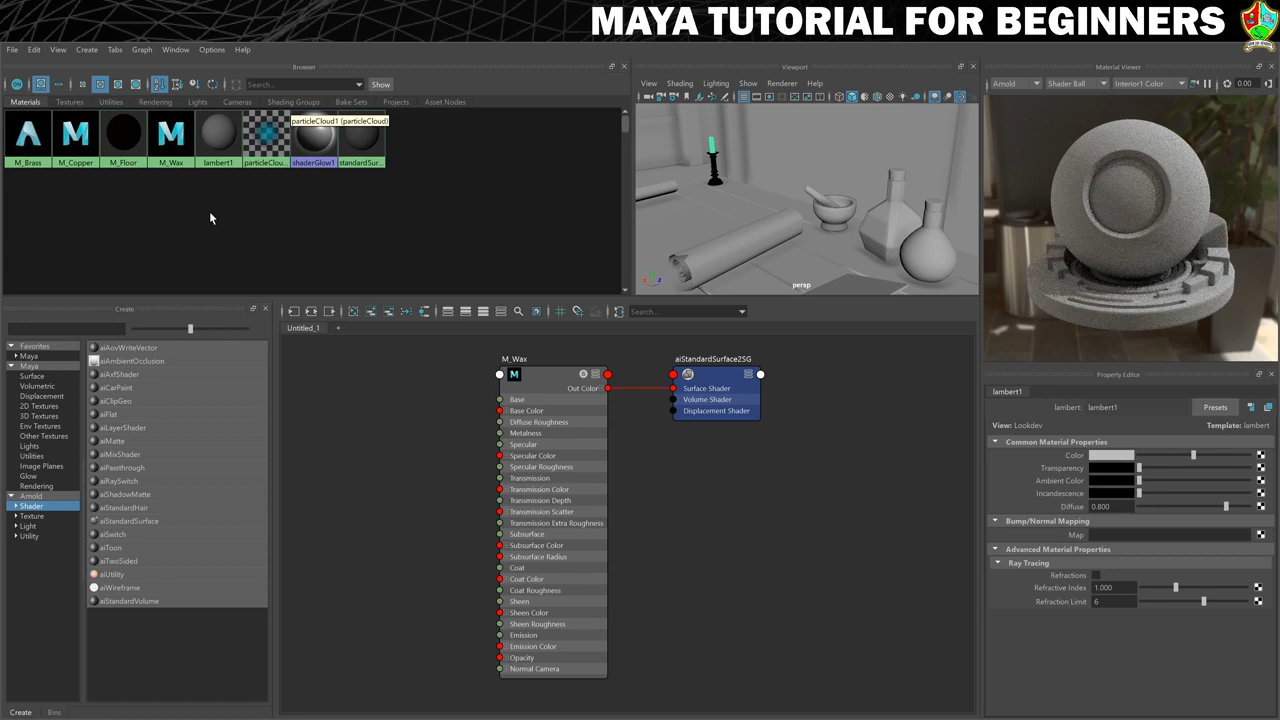 MAYA TUTORIAL FOR BEGINNERS
File Edit View Create Tabs Graph Window Options Help
Browser
Search...
Show
Materials Textures Utilities Rendering Lights Cameras Shading Groups Bake Sets Projects Asset Nodes
particleCloud1 (particleCloud)
M_Brass M_Copper M_Floor M_Wax lambert1 particleClou... shaderGlow1 standardSur...
Viewport
View Shading Lighting Show Renderer Help
persp
Material Viewer
Arnold Shader Ball Interior1 Color 0.00
Create
Favorites
Maya
Maya
Surface
Volumetric
Displacement
2D Textures
3D Textures
Env Textures
Other Textures
Lights
Utilities
Image Planes
Glow
Rendering
Arnold
Shader
Texture
Light
Utility
aiAovWriteVector
aiAmbientOcclusion
aiAxfShader
aiCarPaint
aiClipGeo
aiFlat
aiLayerShader
aiMatte
aiMixShader
aiPassthrough
aiRaySwitch
aiShadowMatte
aiStandardHair
aiStandardSurface
aiSwitch
aiToon
aiTwoSided
aiUtility
aiWireframe
aiStandardVolume
Create Bins
Search...
Untitled_1 +
M_Wax
Out Color
Base
Base Color
Diffuse Roughness
Metalness
Specular
Specular Color
Specular Roughness
Transmission
Transmission Color
Transmission Depth
Transmission Scatter
Transmission Extra Roughness
Subsurface
Subsurface Color
Subsurface Radius
Coat
Coat Color
Coat Roughness
Sheen
Sheen Color
Sheen Roughness
Emission
Emission Color
Opacity
Normal Camera
aiStandardSurface2SG
Surface Shader
Volume Shader
Displacement Shader
Property Editor
lambert1
lambert: lambert1 Presets
View: Lookdev Template: lambert
Common Material Properties
Color
Transparency
Ambient Color
Incandescence
Diffuse 0.800
Bump/Normal Mapping
Map
Advanced Material Properties
Ray Tracing
Refractions
Refractive Index 1.000
Refraction Limit 6